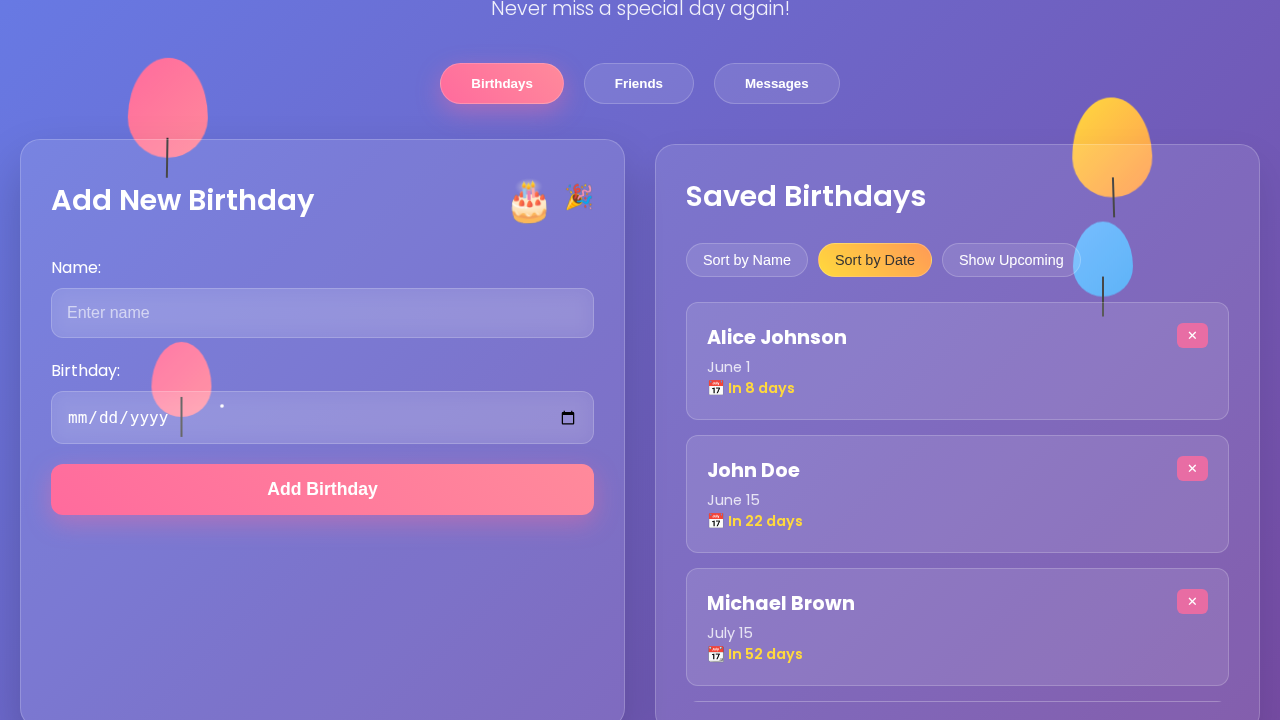 Never miss a special day again!
Birthdays
Friends
Messages
Add New Birthday
Name:
Enter name
Birthday:
mm/dd/yyyy
Add Birthday
Saved Birthdays
Sort by Name
Sort by Date
Show Upcoming
Alice Johnson
June 1
In 8 days
John Doe
June 15
In 22 days
Michael Brown
July 15
In 52 days